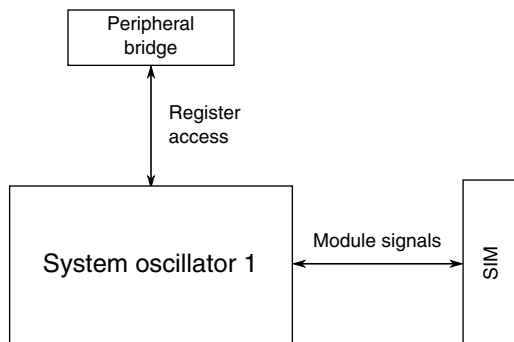 Peripheral
bridge
Register
access
System oscillator 1
Module signals
SIM